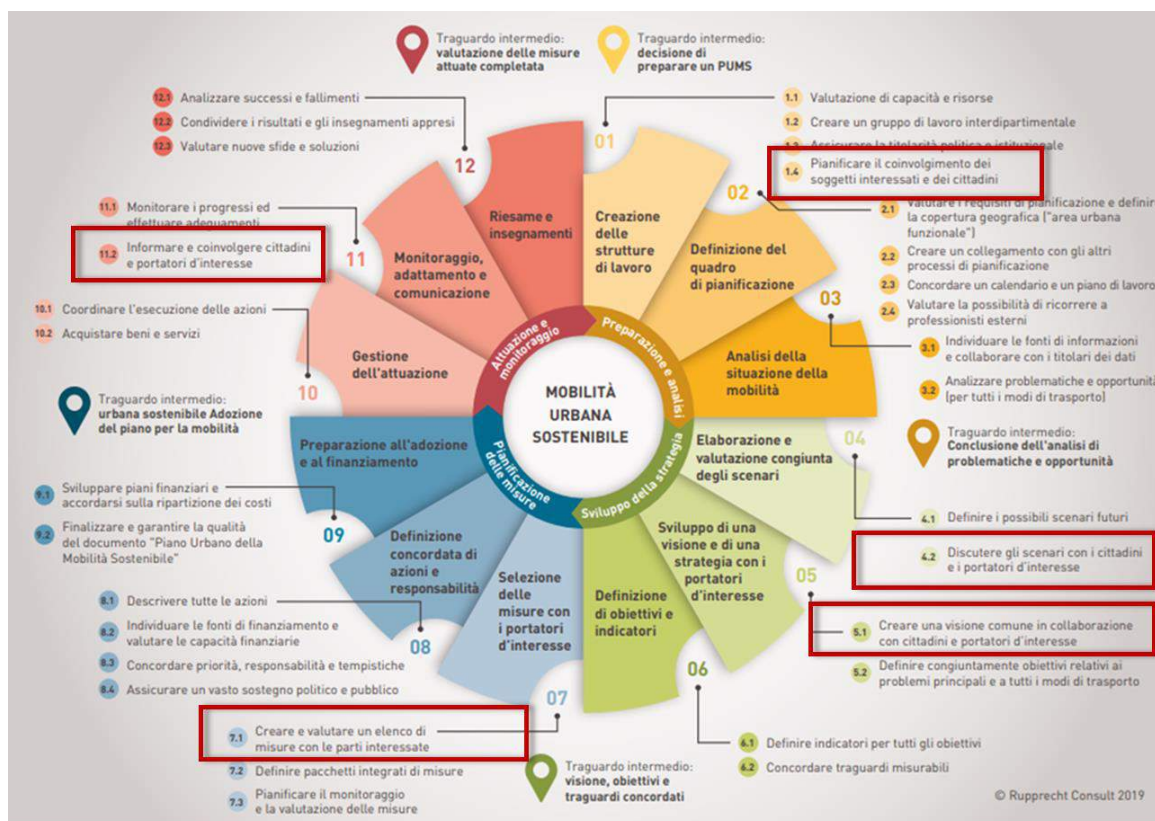 Traguardo intermedio:
valutazione delle misure
attuate completata
Traguardo intermedio:
decisione di
preparare un PUMS
12.1 Analizzare successi e fallimenti
12.2 Condividere i risultati e gli insegnamenti appresi
12.3 Valutare nuove sfide e soluzioni
1.1 Valutazione di capacità e risorse
1.2 Creare un gruppo di lavoro interdipartimentale
1.3 Assicurare la titolarità politica e istituzionale
1.4 Pianificare il coinvolgimento dei
soggetti interessati e dei cittadini
2.1 Valutare i requisiti di pianificazione e definire
la copertura geografica ("area urbana
funzionale")
2.2 Creare un collegamento con gli altri
processi di pianificazione
2.3 Concordare un calendario e un piano di lavoro
2.4 Valutare la possibilità di ricorrere a
professionisti esterni
3.1 Individuare le fonti di informazioni
e collaborare con i titolari dei dati
3.2 Analizzare problematiche e opportunità
(per tutti i modi di trasporto)
Traguardo intermedio:
Conclusione dell'analisi di
problematiche e opportunità
11.1 Monitorare i progressi ed
effettuare adeguamenti
11.2 Informare e coinvolgere cittadini
e portatori d'interesse
10.1 Coordinare l'esecuzione delle azioni
10.2 Acquistare beni e servizi
Traguardo intermedio:
urbana sostenibile Adozione
del piano per la mobilità
9.1 Sviluppare piani finanziari e
accordarsi sulla ripartizione dei costi
9.2 Finalizzare e garantire la qualità
del documento "Piano Urbano della
Mobilità Sostenibile"
01
Creazione
delle
strutture
di lavoro
02
Definizione del
quadro
di pianificazione
03
Analisi della
situazione della
mobilità
04
Elaborazione e
valutazione congiunta
degli scenari
05
Sviluppo di una
visione e di una
strategia con i
portatori
d'interesse
06
Definizione
di obiettivi e
indicatori
07
Selezione
delle
misure con
i portatori
d'interesse
08
Definizione
concordata di
azioni e
responsabilità
09
Preparazione all'adozione
e al finanziamento
10
Gestione
dell'attuazione
11
Monitoraggio,
adattamento e
comunicazione
12
Riesame e
insegnamenti
Preparazione e analisi
Sviluppo della strategia
Pianificazione
delle misure
Attuazione e
monitoraggio
MOBILITÀ
URBANA
SOSTENIBILE
4.1 Definire i possibili scenari futuri
4.2 Discutere gli scenari con i cittadini
e i portatori d'interesse
5.1 Creare una visione comune in collaborazione
con cittadini e portatori d'interesse
5.2 Definire congiuntamente obiettivi relativi ai
problemi principali e a tutti i modi di trasporto
8.1 Descrivere tutte le azioni
8.2 Individuare le fonti di finanziamento e
valutare le capacità finanziarie
8.3 Concordare priorità, responsabilità e tempistiche
8.4 Assicurare un vasto sostegno politico e pubblico
7.1 Creare e valutare un elenco di
misure con le parti interessate
7.2 Definire pacchetti integrati di misure
7.3 Pianificare il monitoraggio
e la valutazione delle misure
Traguardo intermedio:
visione, obiettivi e
traguardi concordati
6.1 Definire indicatori per tutti gli obiettivi
6.2 Concordare traguardi misurabili
© Rupprecht Consult 2019